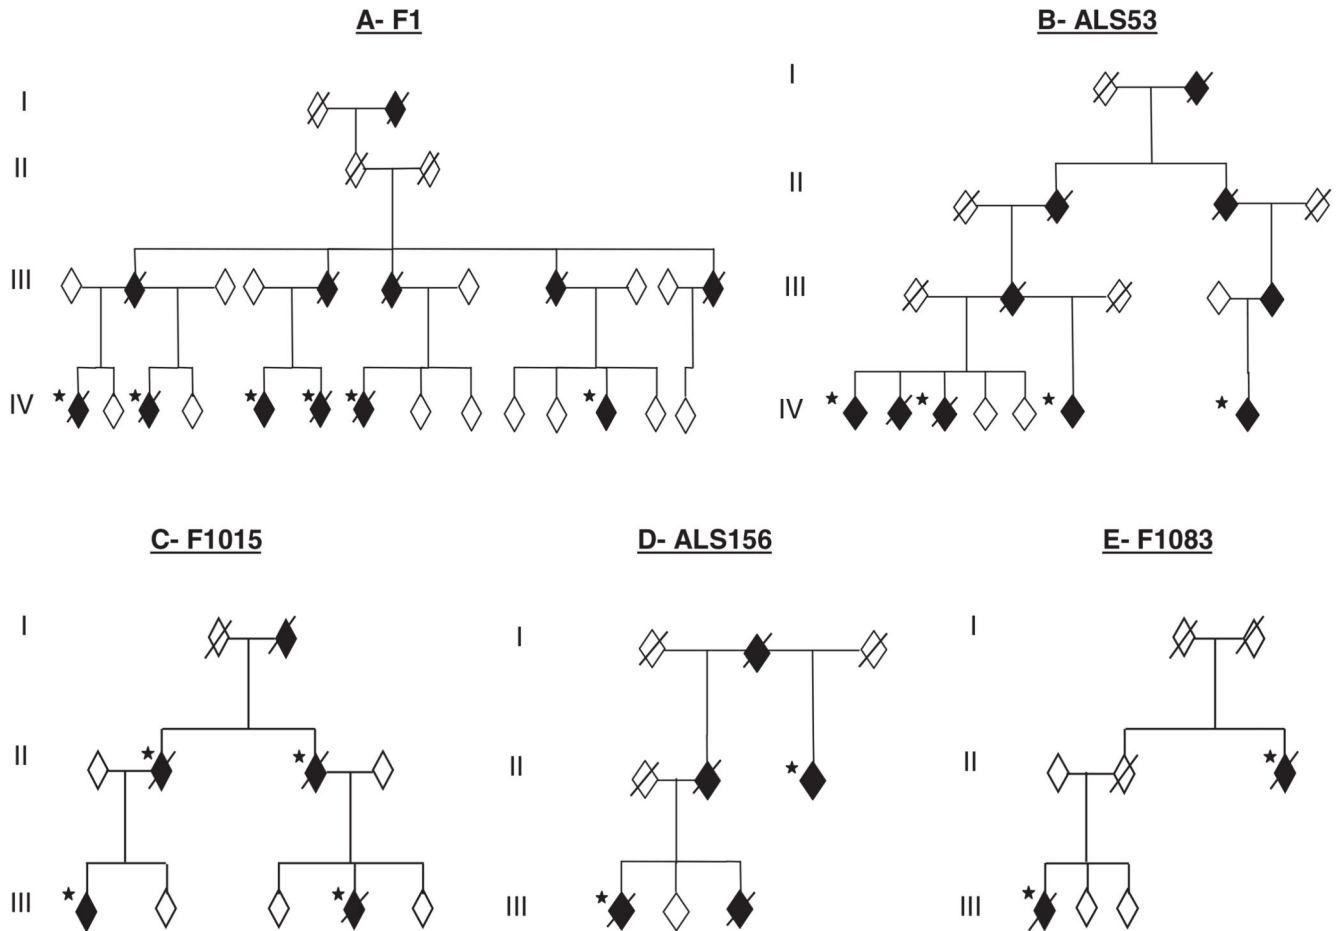 A- F1
I
II
III
IV
B- ALS53
I
II
III
IV
C- F1015
I
II
III
D- ALS156
I
II
III
E- F1083
I
II
III